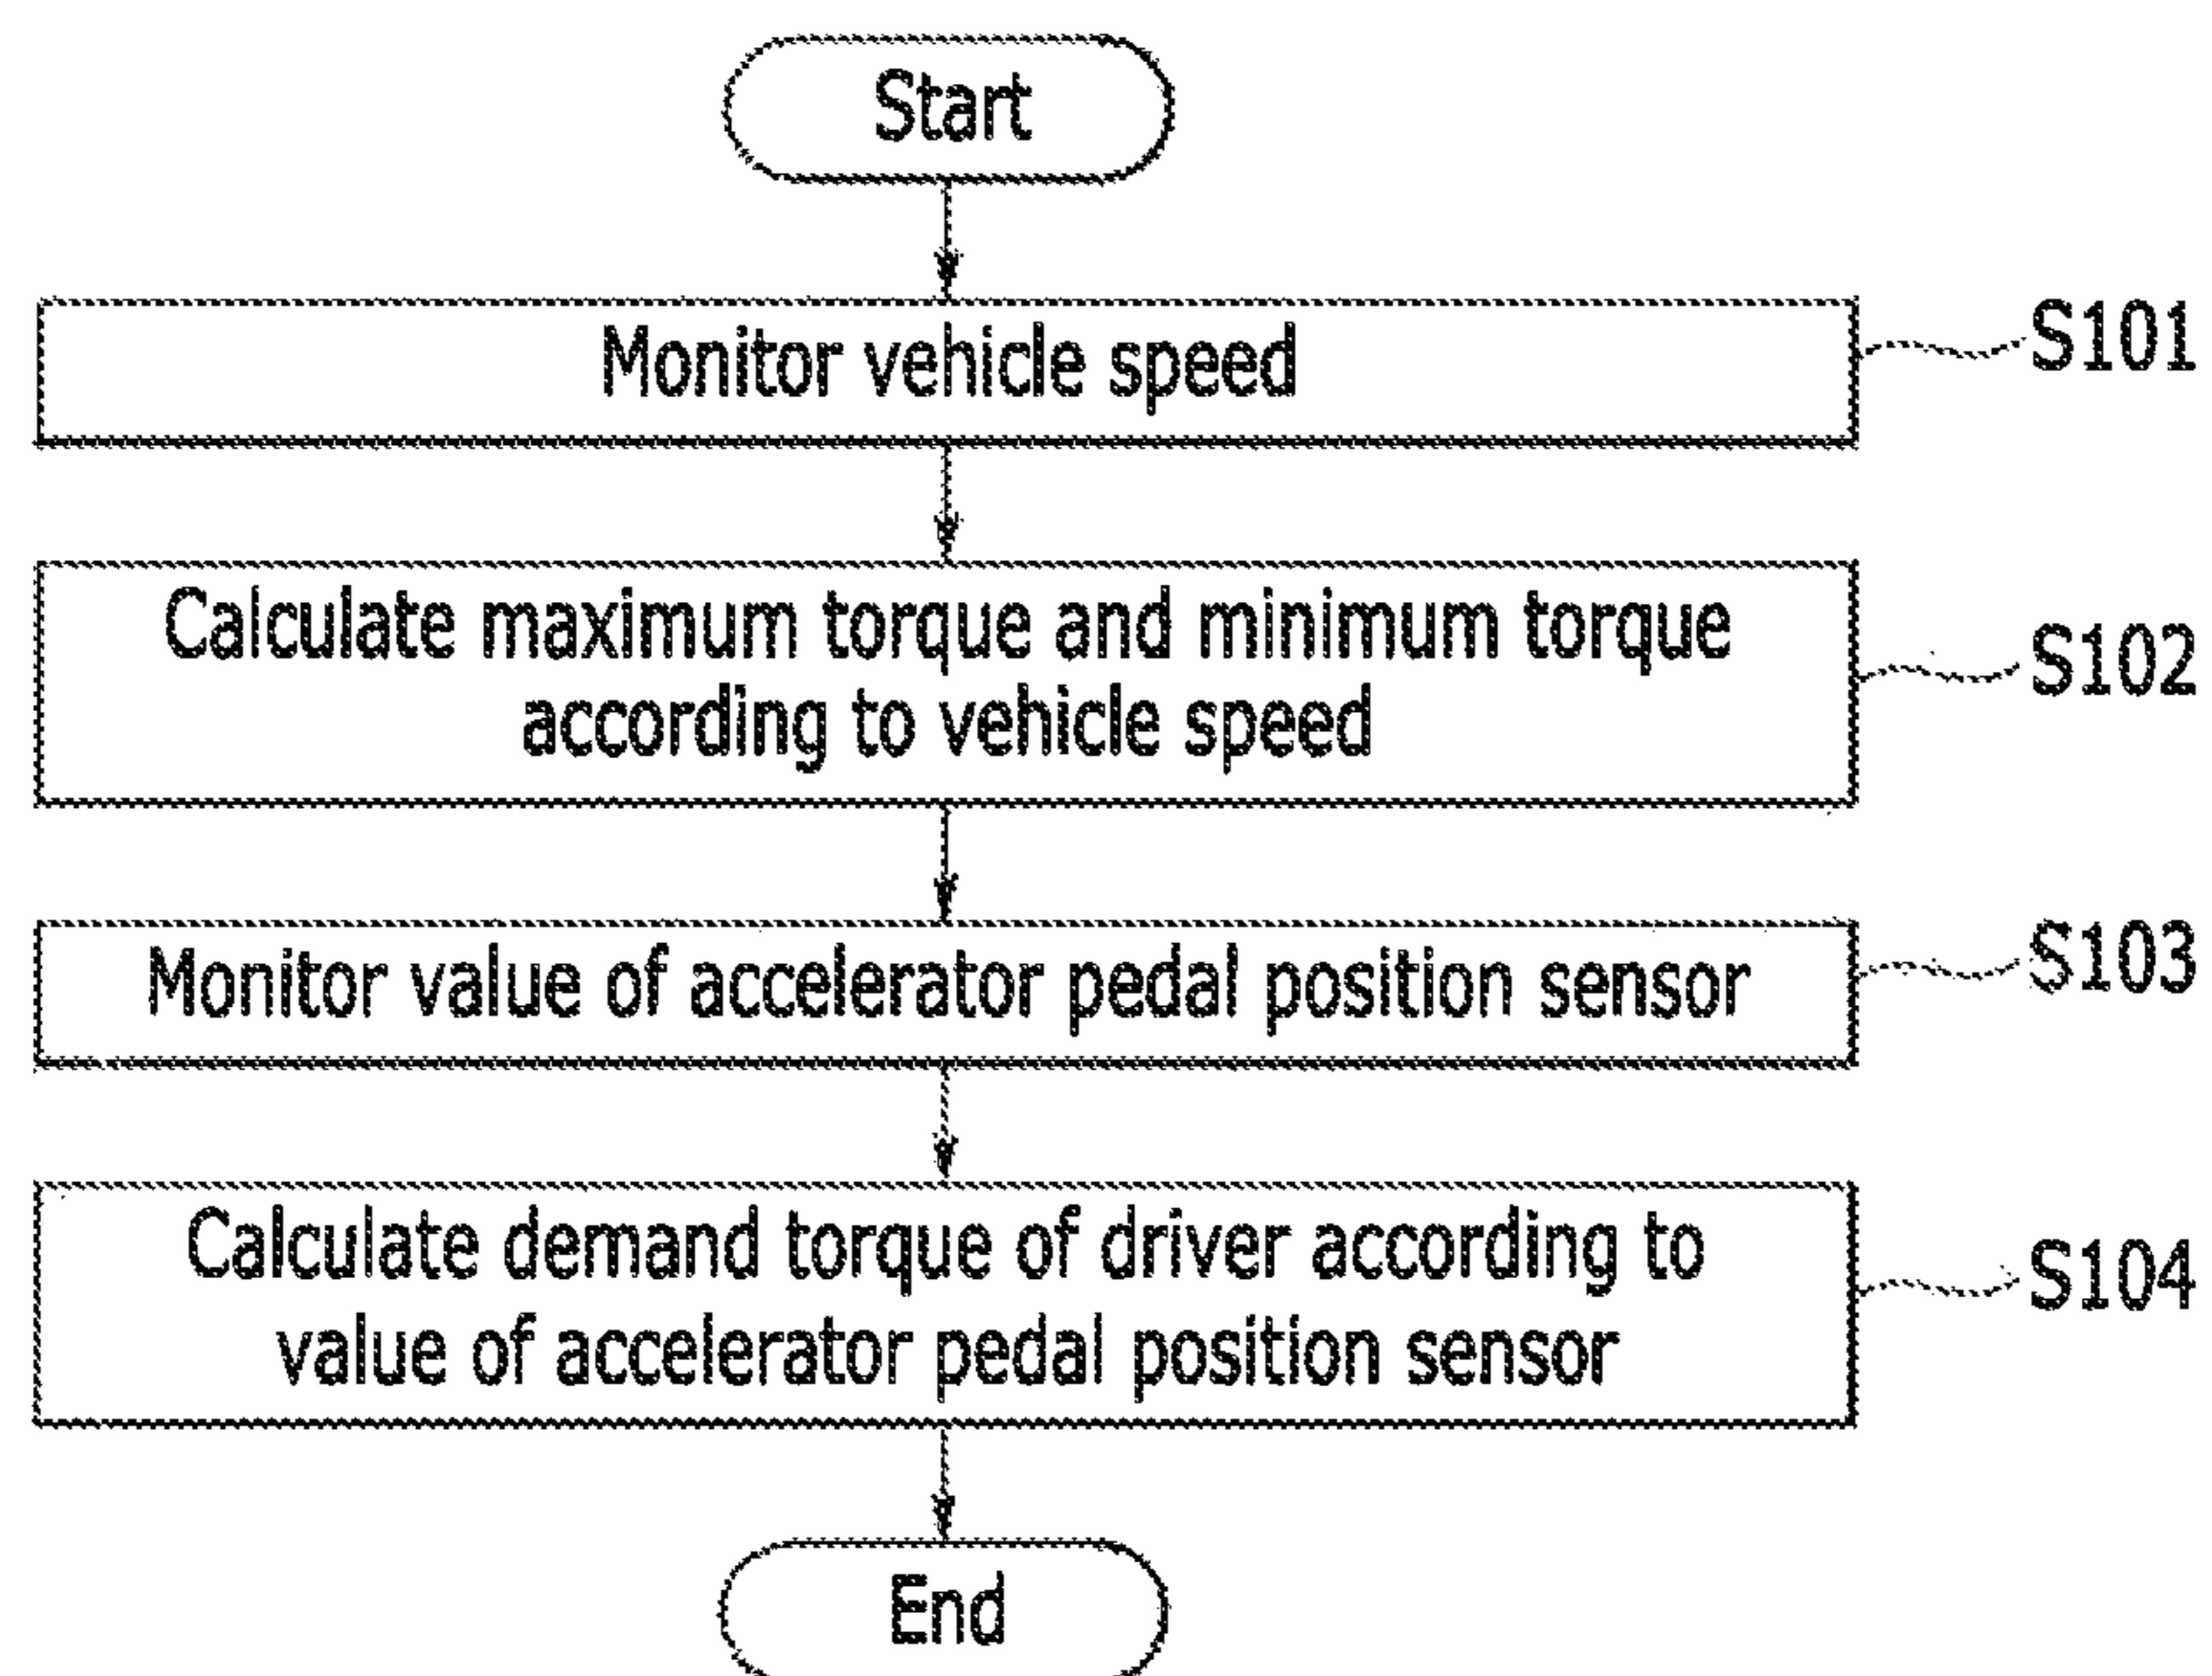 Start
Monitor vehicle speed
S101
Calculate maximum torque and minimum torque
according to vehicle speed
S102
Monitor value of accelerator pedal position sensor
S103
Calculate demand torque of driver according to
value of accelerator pedal position sensor
S104
End